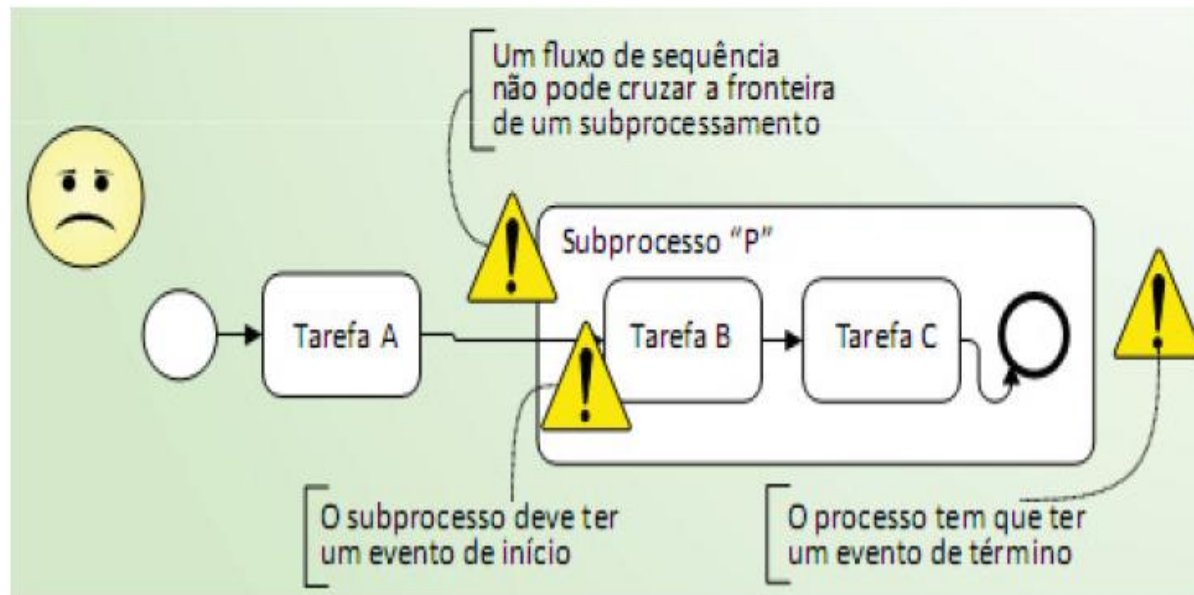 Um fluxo de sequência
não pode cruzar a fronteira
de um subprocessamento
Subprocesso “P”
Tarefa A
Tarefa B
Tarefa C
O subprocesso deve ter
um evento de início
O processo tem que ter
um evento de término